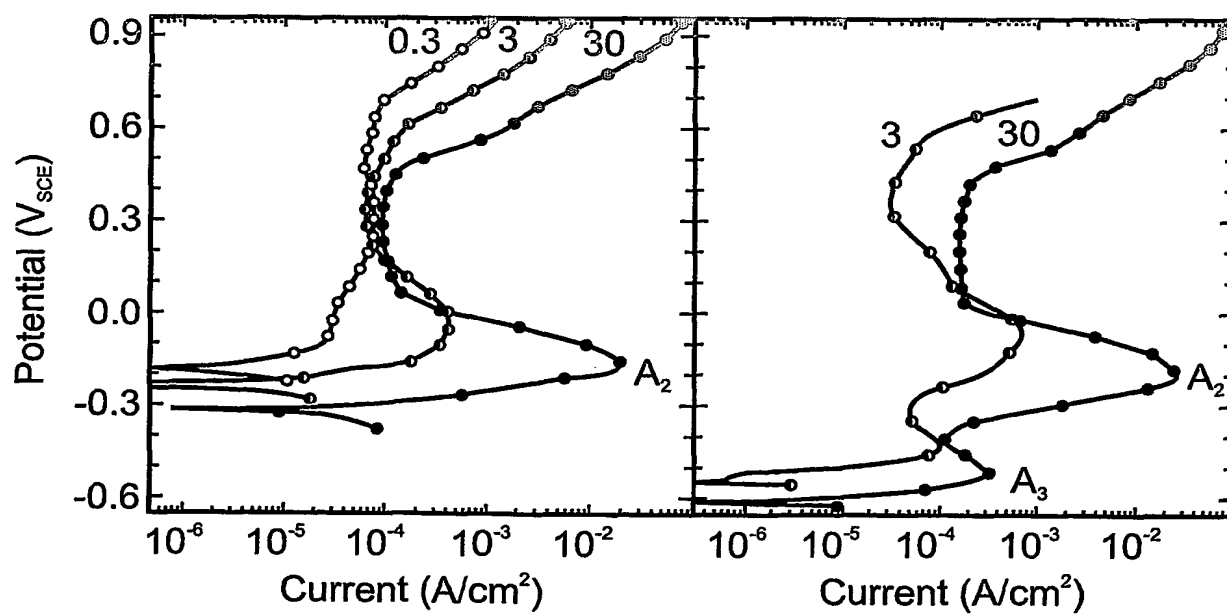 0.9
0.6
0.3
0.0
-0.3
-0.6
Potential (V_SCE)
0.3 3 30
A₂
10⁻⁶ 10⁻⁵ 10⁻⁴ 10⁻³ 10⁻²
Current (A/cm²)
3 30
A₂
A₃
10⁻⁶ 10⁻⁵ 10⁻⁴ 10⁻³ 10⁻²
Current (A/cm²)